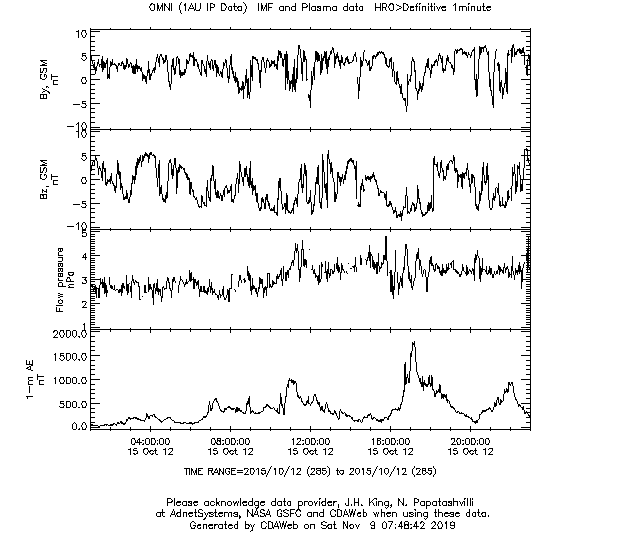 OMNI (1AU IP Data) IMF and Plasma data HRO>Definitive 1minute
10
5
0
-5
-10
By, GSM
nT
10
5
0
-5
-10
Bz, GSM
nT
5
4
3
2
1
Flow pressure
nPa
2000.0
1500.0
1000.0
500.0
0.0
1-m AE
nT
04:00:00 08:00:00 12:00:00 16:00:00 20:00:00
15 Oct 12 15 Oct 12 15 Oct 12 15 Oct 12 15 Oct 12
TIME RANGE=2015/10/12 (285) to 2015/10/12 (285)
Please acknowledge data provider, J.H. King, N. Papatashvilli
at AdnetSystems, NASA GSFC and CDAWeb when using these data.
Generated by CDAWeb on Sat Nov 9 07:48:42 2019